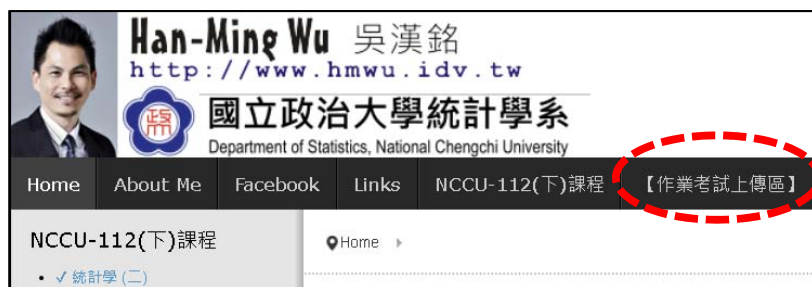 Han-Ming Wu 吳漢銘
http://www.hmwu.idv.tw
政
國立政治大學統計學系
Department of Statistics, National Chengchi University
Home About Me Facebook Links NCCU-112(下)課程 【作業考試上傳區】
NCCU-112(下)課程 Home
✓ 統計學 (二)